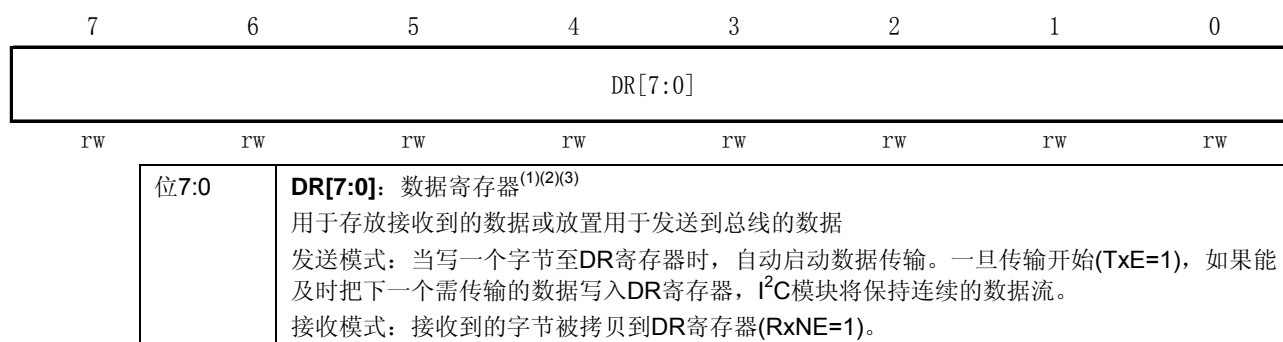 7 6 5 4 3 2 1 0
DR[7:0]
rw rw rw rw rw rw rw rw
位7:0 DR[7:0]：数据寄存器(1)(2)(3)
用于存放接收到的数据或放置用于发送到总线的数据
发送模式：当写一个字节至DR寄存器时，自动启动数据传输。一旦传输开始(TxE=1)，如果能
及时把下一个需传输的数据写入DR寄存器，I2C模块将保持连续的数据流。
接收模式：接收到的字节被拷贝到DR寄存器(RxNE=1)。